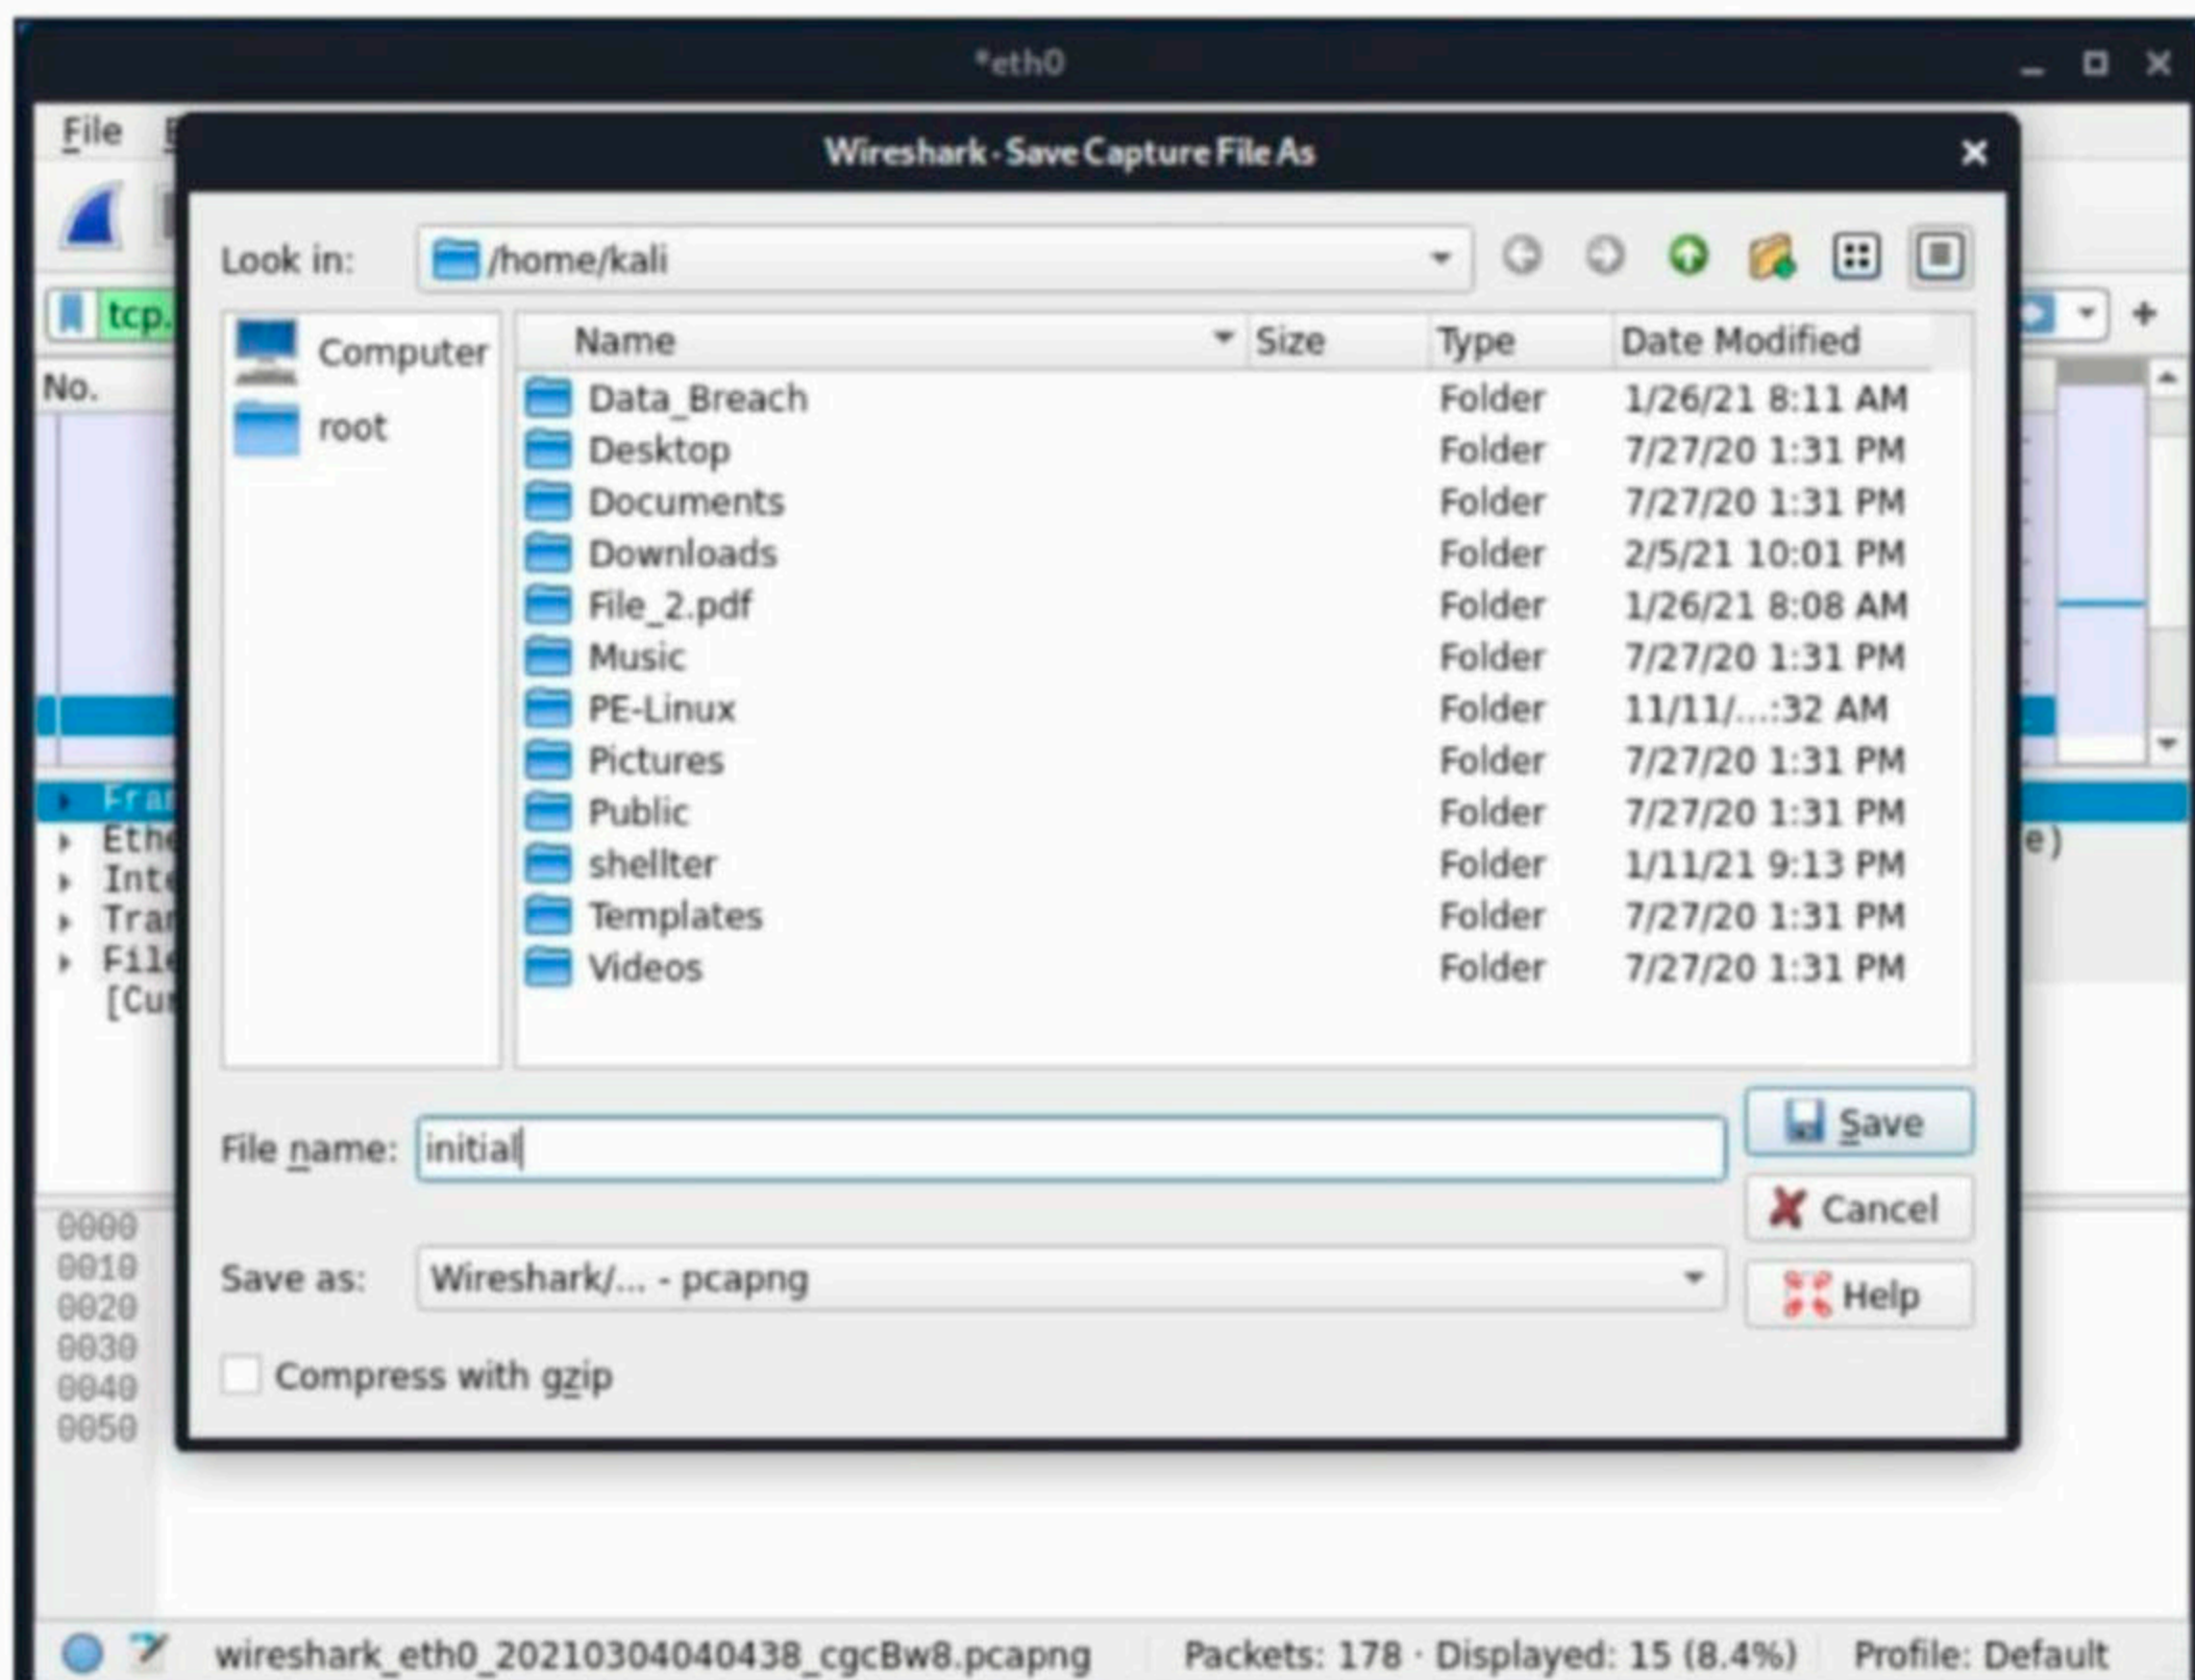 *eth0
File
Wireshark · Save Capture File As
Look in: /home/kali
tcp.
Computer
root
Name Size Type Date Modified
No.
Data_Breach Folder 1/26/21 8:11 AM
Desktop Folder 7/27/20 1:31 PM
Documents Folder 7/27/20 1:31 PM
Downloads Folder 2/5/21 10:01 PM
File_2.pdf Folder 1/26/21 8:08 AM
Music Folder 7/27/20 1:31 PM
PE-Linux Folder 11/11/...:32 AM
Pictures Folder 7/27/20 1:31 PM
Public Folder 7/27/20 1:31 PM
shellter Folder 1/11/21 9:13 PM
Templates Folder 7/27/20 1:31 PM
Videos Folder 7/27/20 1:31 PM
Fran
Ethe e)
Inte
Tran
File
[Cur
File name: initial
Save
Cancel
Save as: Wireshark/... - pcapng
Help
Compress with gzip
0000
0010
0020
0030
0040
0050
wireshark_eth0_20210304040438_cgcBw8.pcapng Packets: 178 · Displayed: 15 (8.4%) Profile: Default